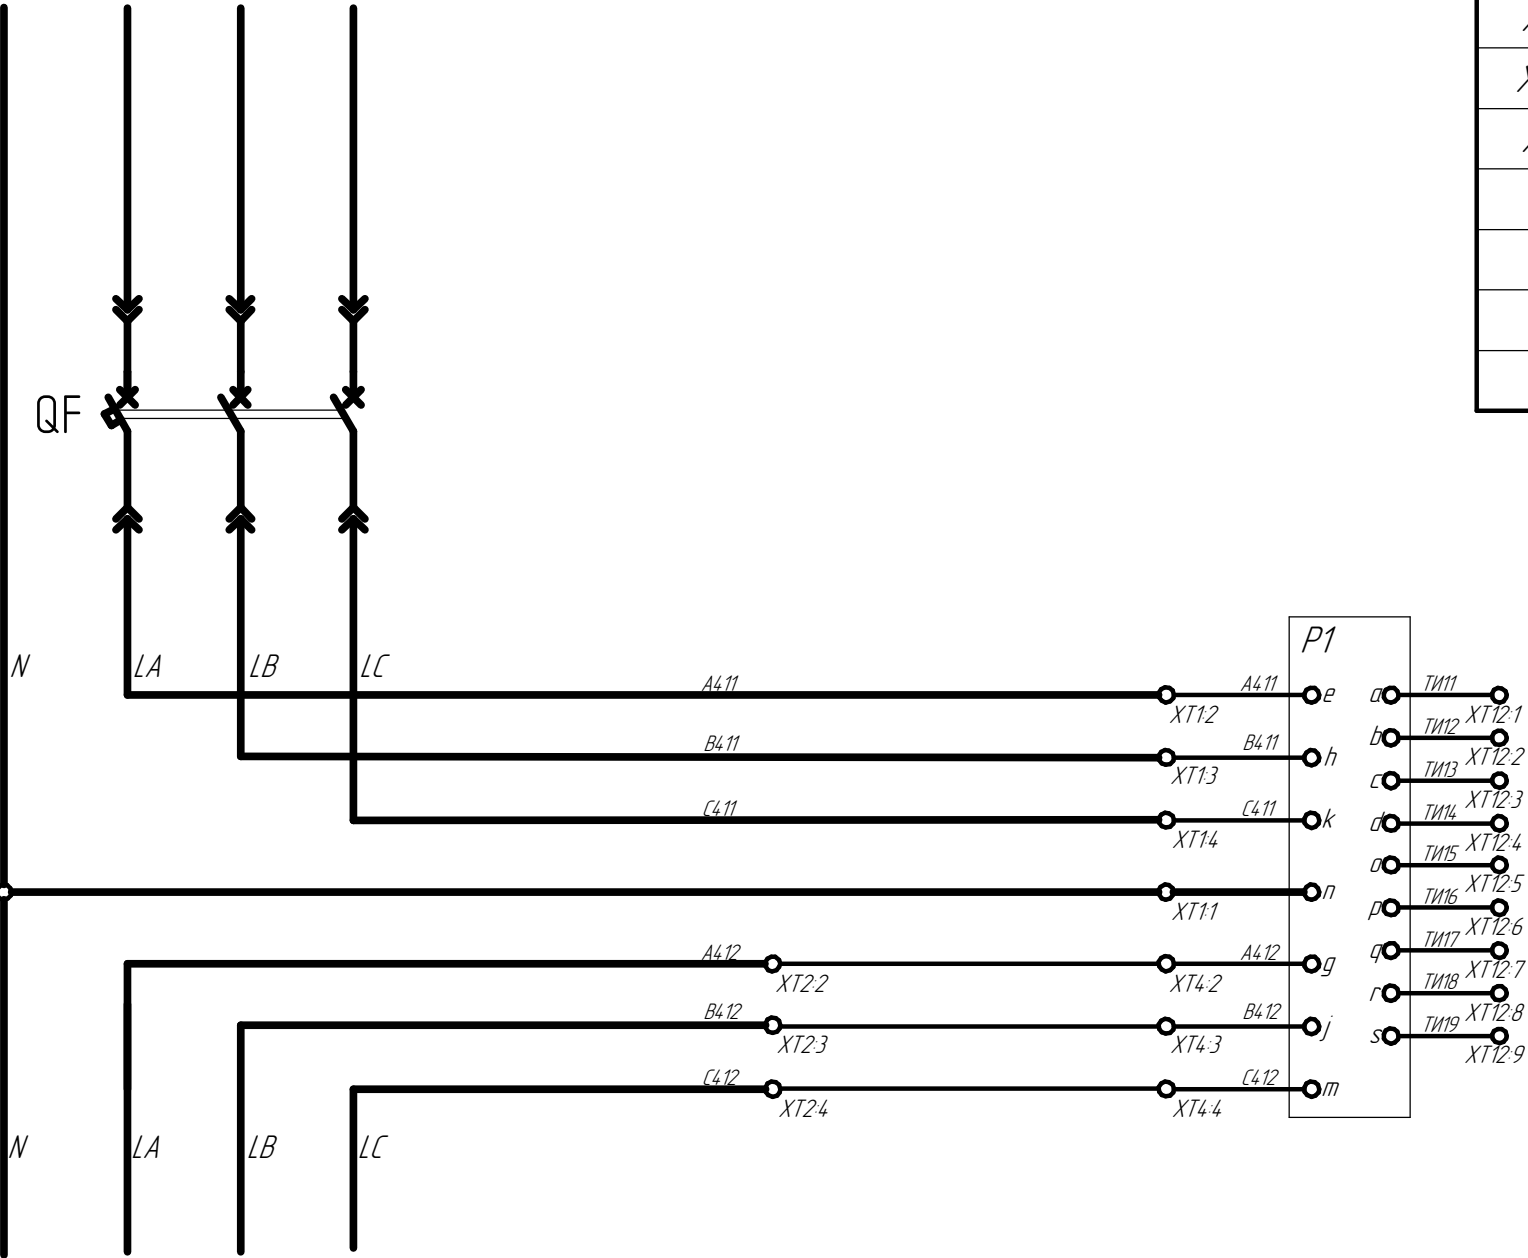 QF
P1
N LA LB LC
A411 A411 e a ТИ11
XT1:2 XT12:1
b ТИ12
B411 B411 h XT12:2
XT1:3 c ТИ13
XT12:3
C411 C411 k d ТИ14
XT1:4 XT12:4
o ТИ15
XT12:5
n p ТИ16
XT1:1 XT12:6
A412 A412 g q ТИ17
XT2:2 XT4:2 XT12:7
r ТИ18
B412 B412 j XT12:8
XT2:3 XT4:3 s ТИ19
XT12:9
C412 C412 m
XT2:4 XT4:4
N LA LB LC